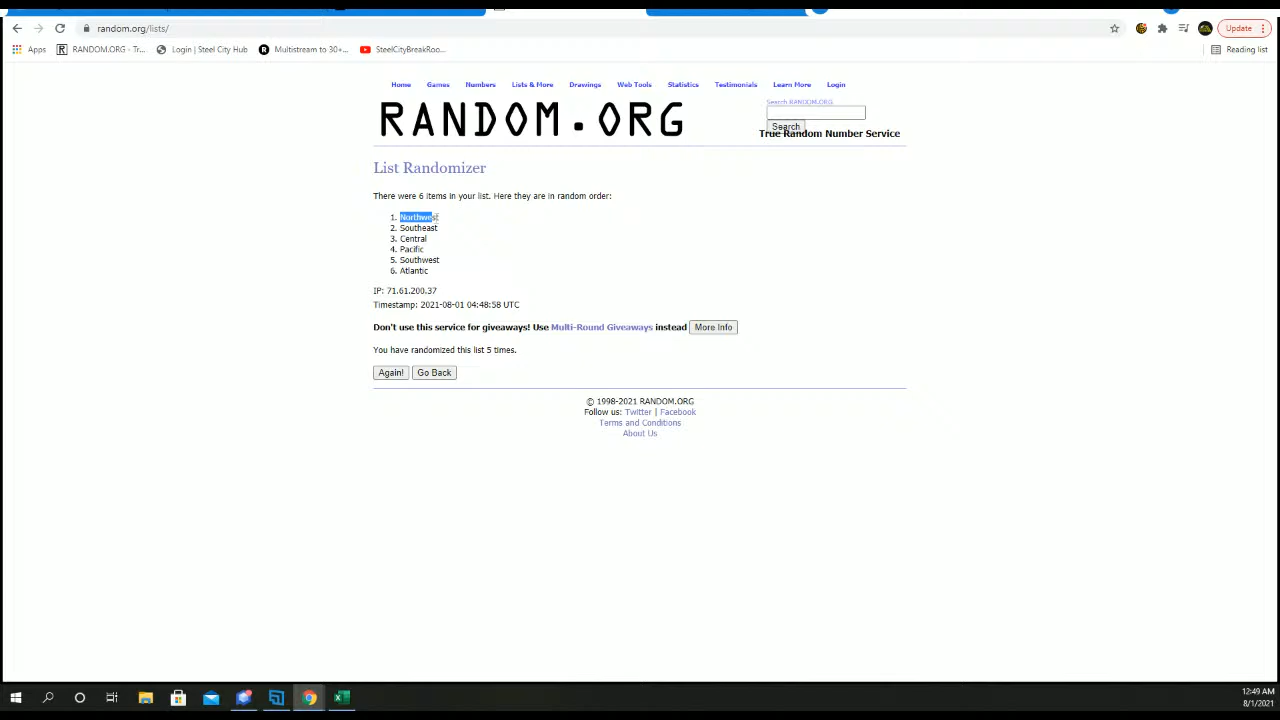 random.org/lists/
Update
Apps
RANDOM.ORG - Tr...
Login | Steel City Hub
Multistream to 30+...
SteelCityBreakRoo...
Reading list
Home Games Numbers Lists & More Drawings Web Tools Statistics Testimonials Learn More Login
Search RANDOM.ORG
RANDOM.ORG
Search
True Random Number Service
List Randomizer
There were 6 items in your list. Here they are in random order:
1. Northwest
2. Southeast
3. Central
4. Pacific
5. Southwest
6. Atlantic
IP: 71.61.200.37
Timestamp: 2021-08-01 04:48:58 UTC
Don't use this service for giveaways! Use Multi-Round Giveaways instead More Info
You have randomized this list 5 times.
Again! Go Back
© 1998-2021 RANDOM.ORG
Follow us: Twitter | Facebook
Terms and Conditions
About Us
12:49 AM
8/1/2021